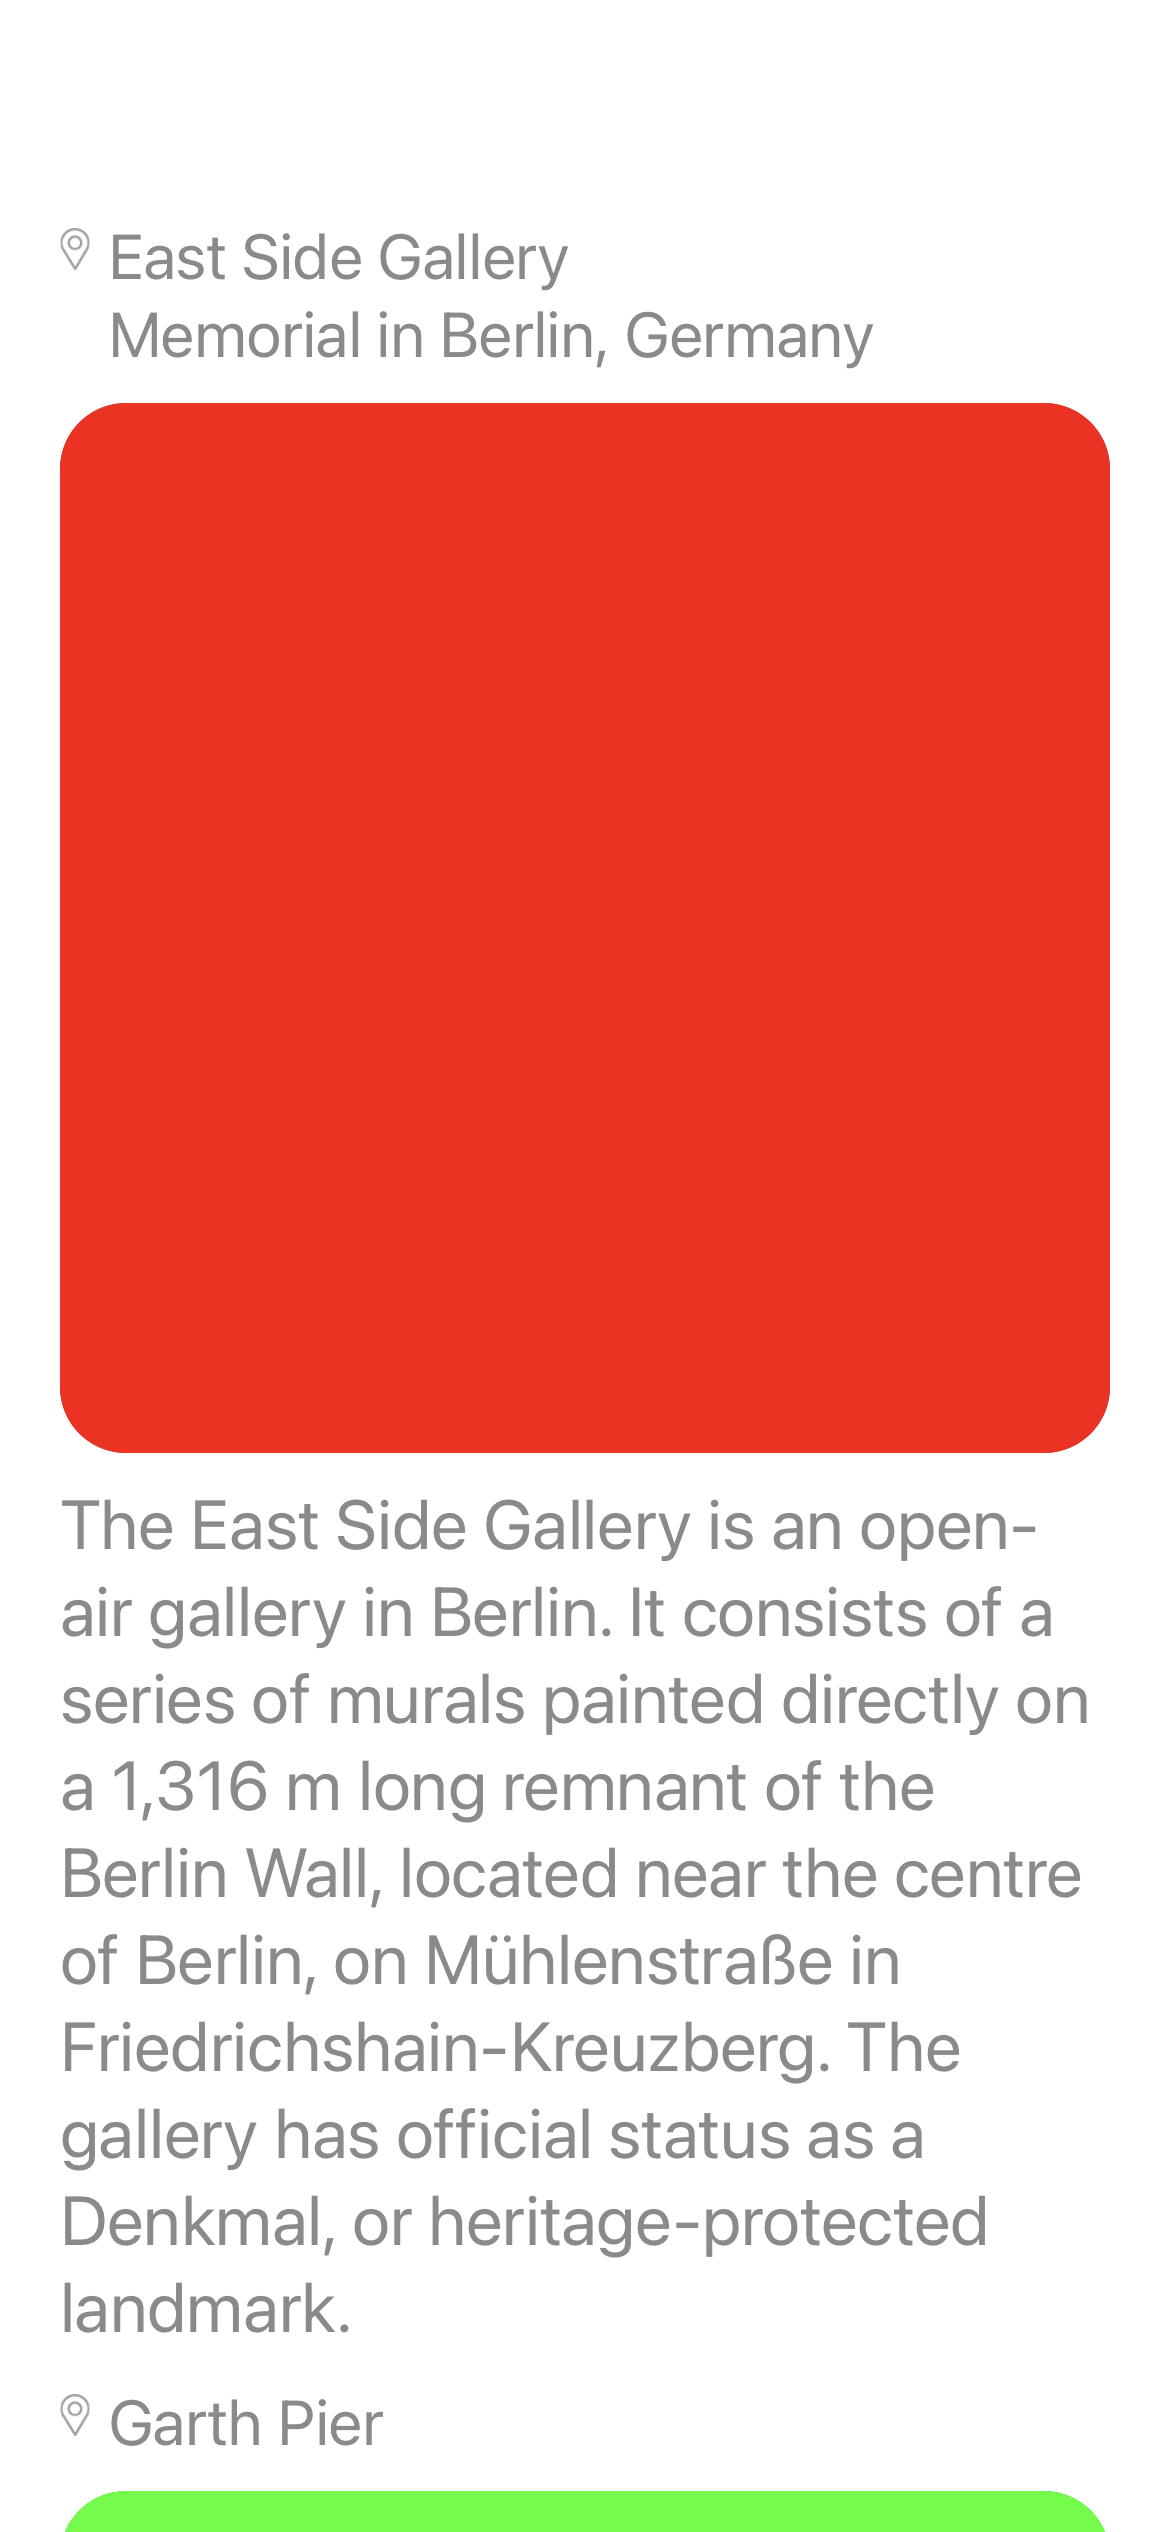 East Side Gallery
Memorial in Berlin, Germany
The East Side Gallery is an open-
air gallery in Berlin. It consists of a
series of murals painted directly on
a 1,316 m long remnant of the
Berlin Wall, located near the centre
of Berlin, on Mühlenstraße in
Friedrichshain-Kreuzberg. The
gallery has official status as a
Denkmal, or heritage-protected
landmark.
Garth Pier